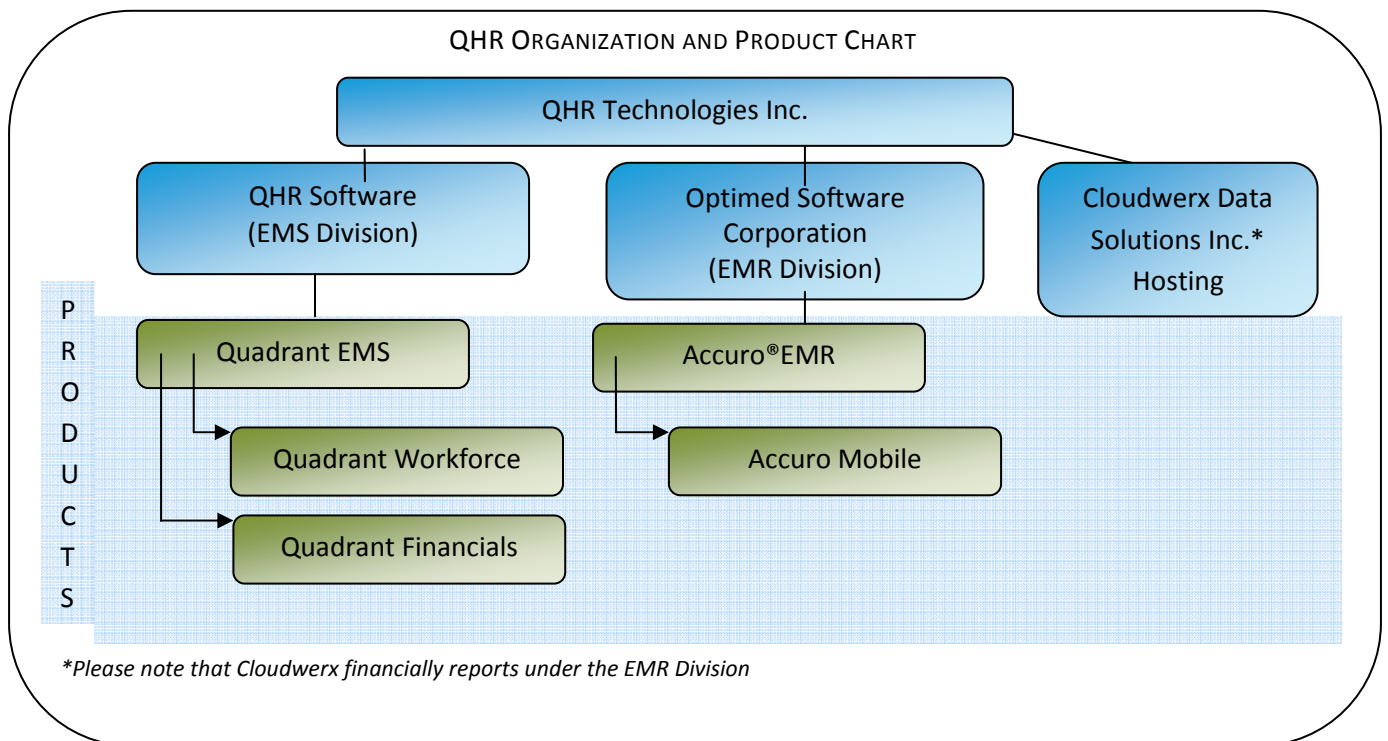 QHR ORGANIZATION AND PRODUCT CHART
QHR Technologies Inc.
QHR Software
(EMS Division)
Optimed Software
Corporation
(EMR Division)
Cloudwerx Data
Solutions Inc.*
Hosting
PRODUCTS
Quadrant EMS
Quadrant Workforce
Quadrant Financials
Accuro®EMR
Accuro Mobile
*Please note that Cloudwerx financially reports under the EMR Division